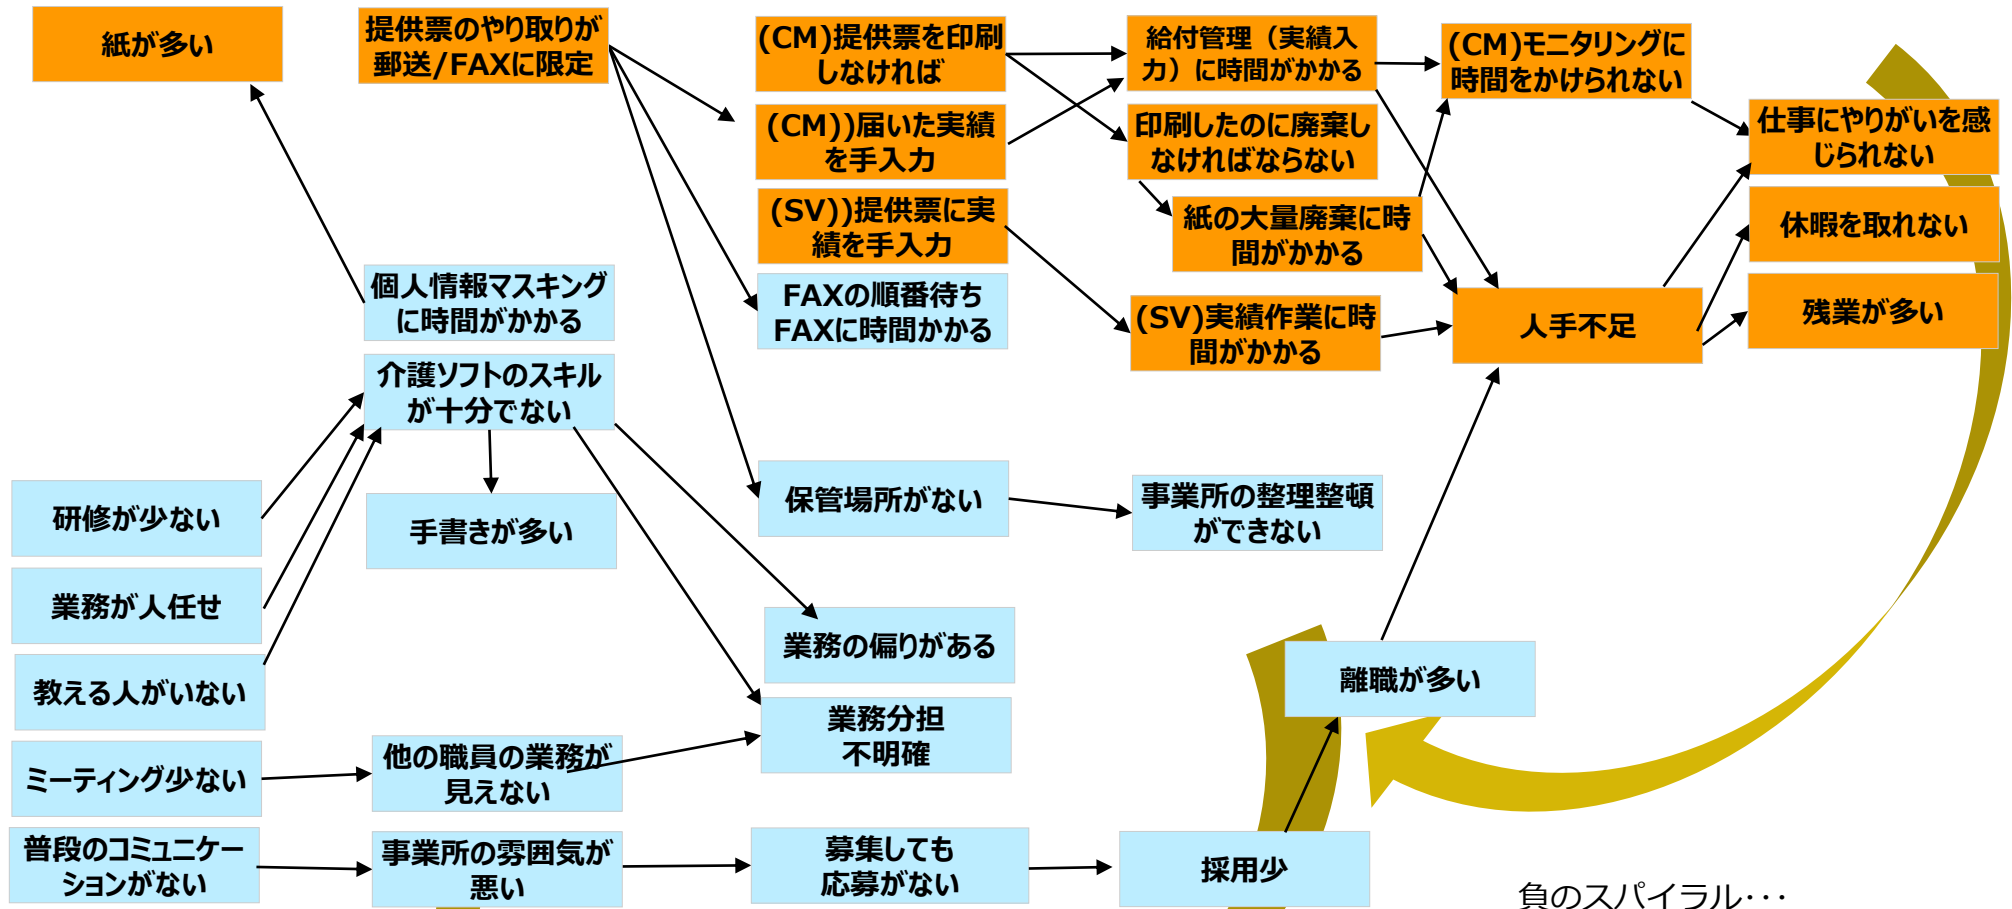 紙が多い
提供票のやり取りが
郵送/FAXに限定
(CM)提供票を印刷
しなければ
給付管理（実績入
力）に時間がかかる
(CM)モニタリングに
時間をかけられない
(CM))届いた実績
を手入力
印刷したのに廃棄し
なければならない
仕事にやりがいを感
じられない
(SV))提供票に実
績を手入力
紙の大量廃棄に時
間がかかる
休暇を取れない
個人情報マスキング
に時間がかかる
FAXの順番待ち
FAXに時間かかる
(SV)実績作業に時
間がかかる
人手不足
残業が多い
介護ソフトのスキル
が十分でない
研修が少ない
手書きが多い
保管場所がない
事業所の整理整頓
ができない
業務が人任せ
業務の偏りがある
教える人がいない
離職が多い
ミーティング少ない
他の職員の業務が
見えない
業務分担
不明確
普段のコミュニケー
ションがない
事業所の雰囲気が
悪い
募集しても
応募がない
採用少
負のスパイラル･･･